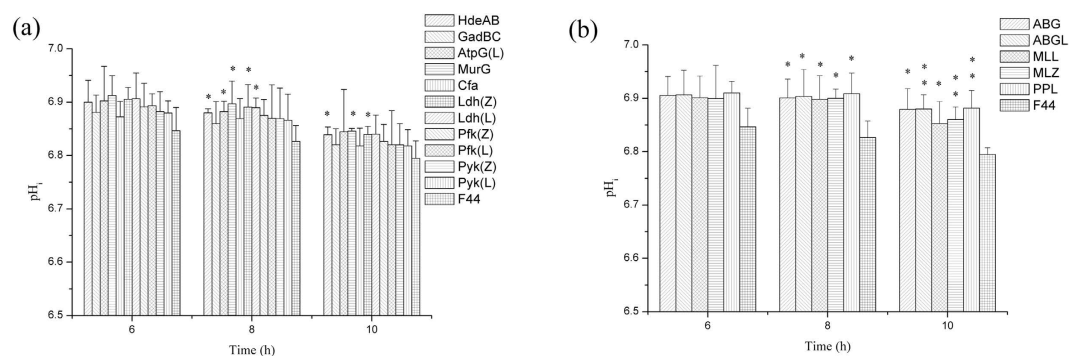 (a)
HdeAB
GadBC
AtpG(L)
MurG
Cfa
Ldh(Z)
Ldh(L)
Pfk(Z)
Pfk(L)
Pyk(Z)
Pyk(L)
F44
7.0
6.9
6.8
6.7
6.6
6.5
pHi
* * * * *
* * *
6 8 10
Time (h)
(b)
ABG
ABGL
MLL
MLZ
PPL
F44
7.0
6.9
6.8
6.7
6.6
6.5
pHi
* * * * *
* ** * ** **
6 8 10
Time (h)